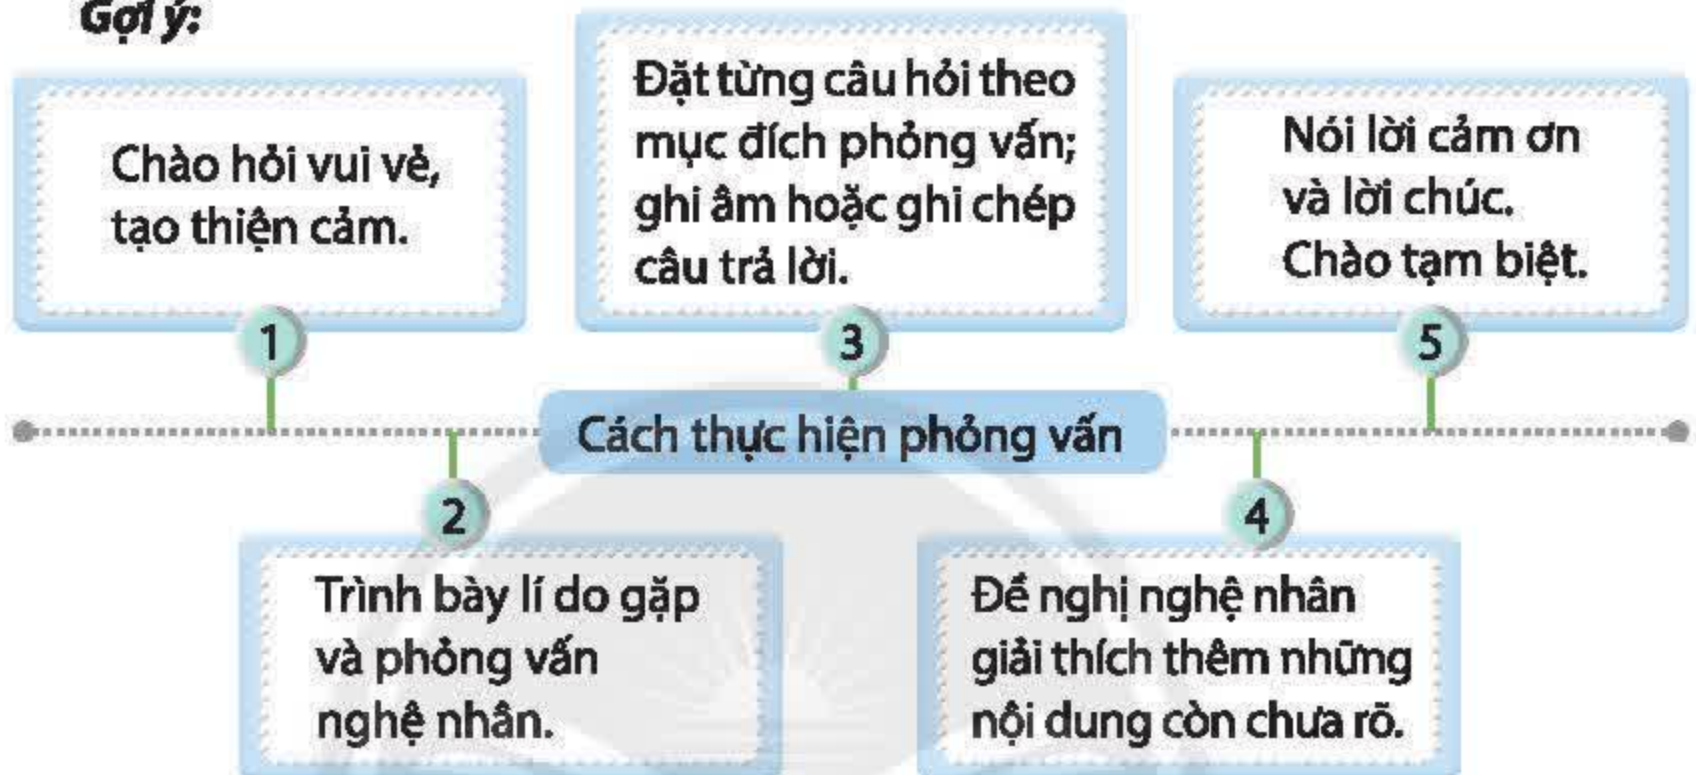 Gợi ý:
Chào hỏi vui vẻ,
tạo thiện cảm.
1
Trình bày lí do gặp
và phỏng vấn
nghệ nhân.
2
Đặt từng câu hỏi theo
mục đích phỏng vấn;
ghi âm hoặc ghi chép
câu trả lời.
3
Cách thực hiện phỏng vấn
Đề nghị nghệ nhân
giải thích thêm những
nội dung còn chưa rõ.
4
Nói lời cảm ơn
và lời chúc.
Chào tạm biệt.
5